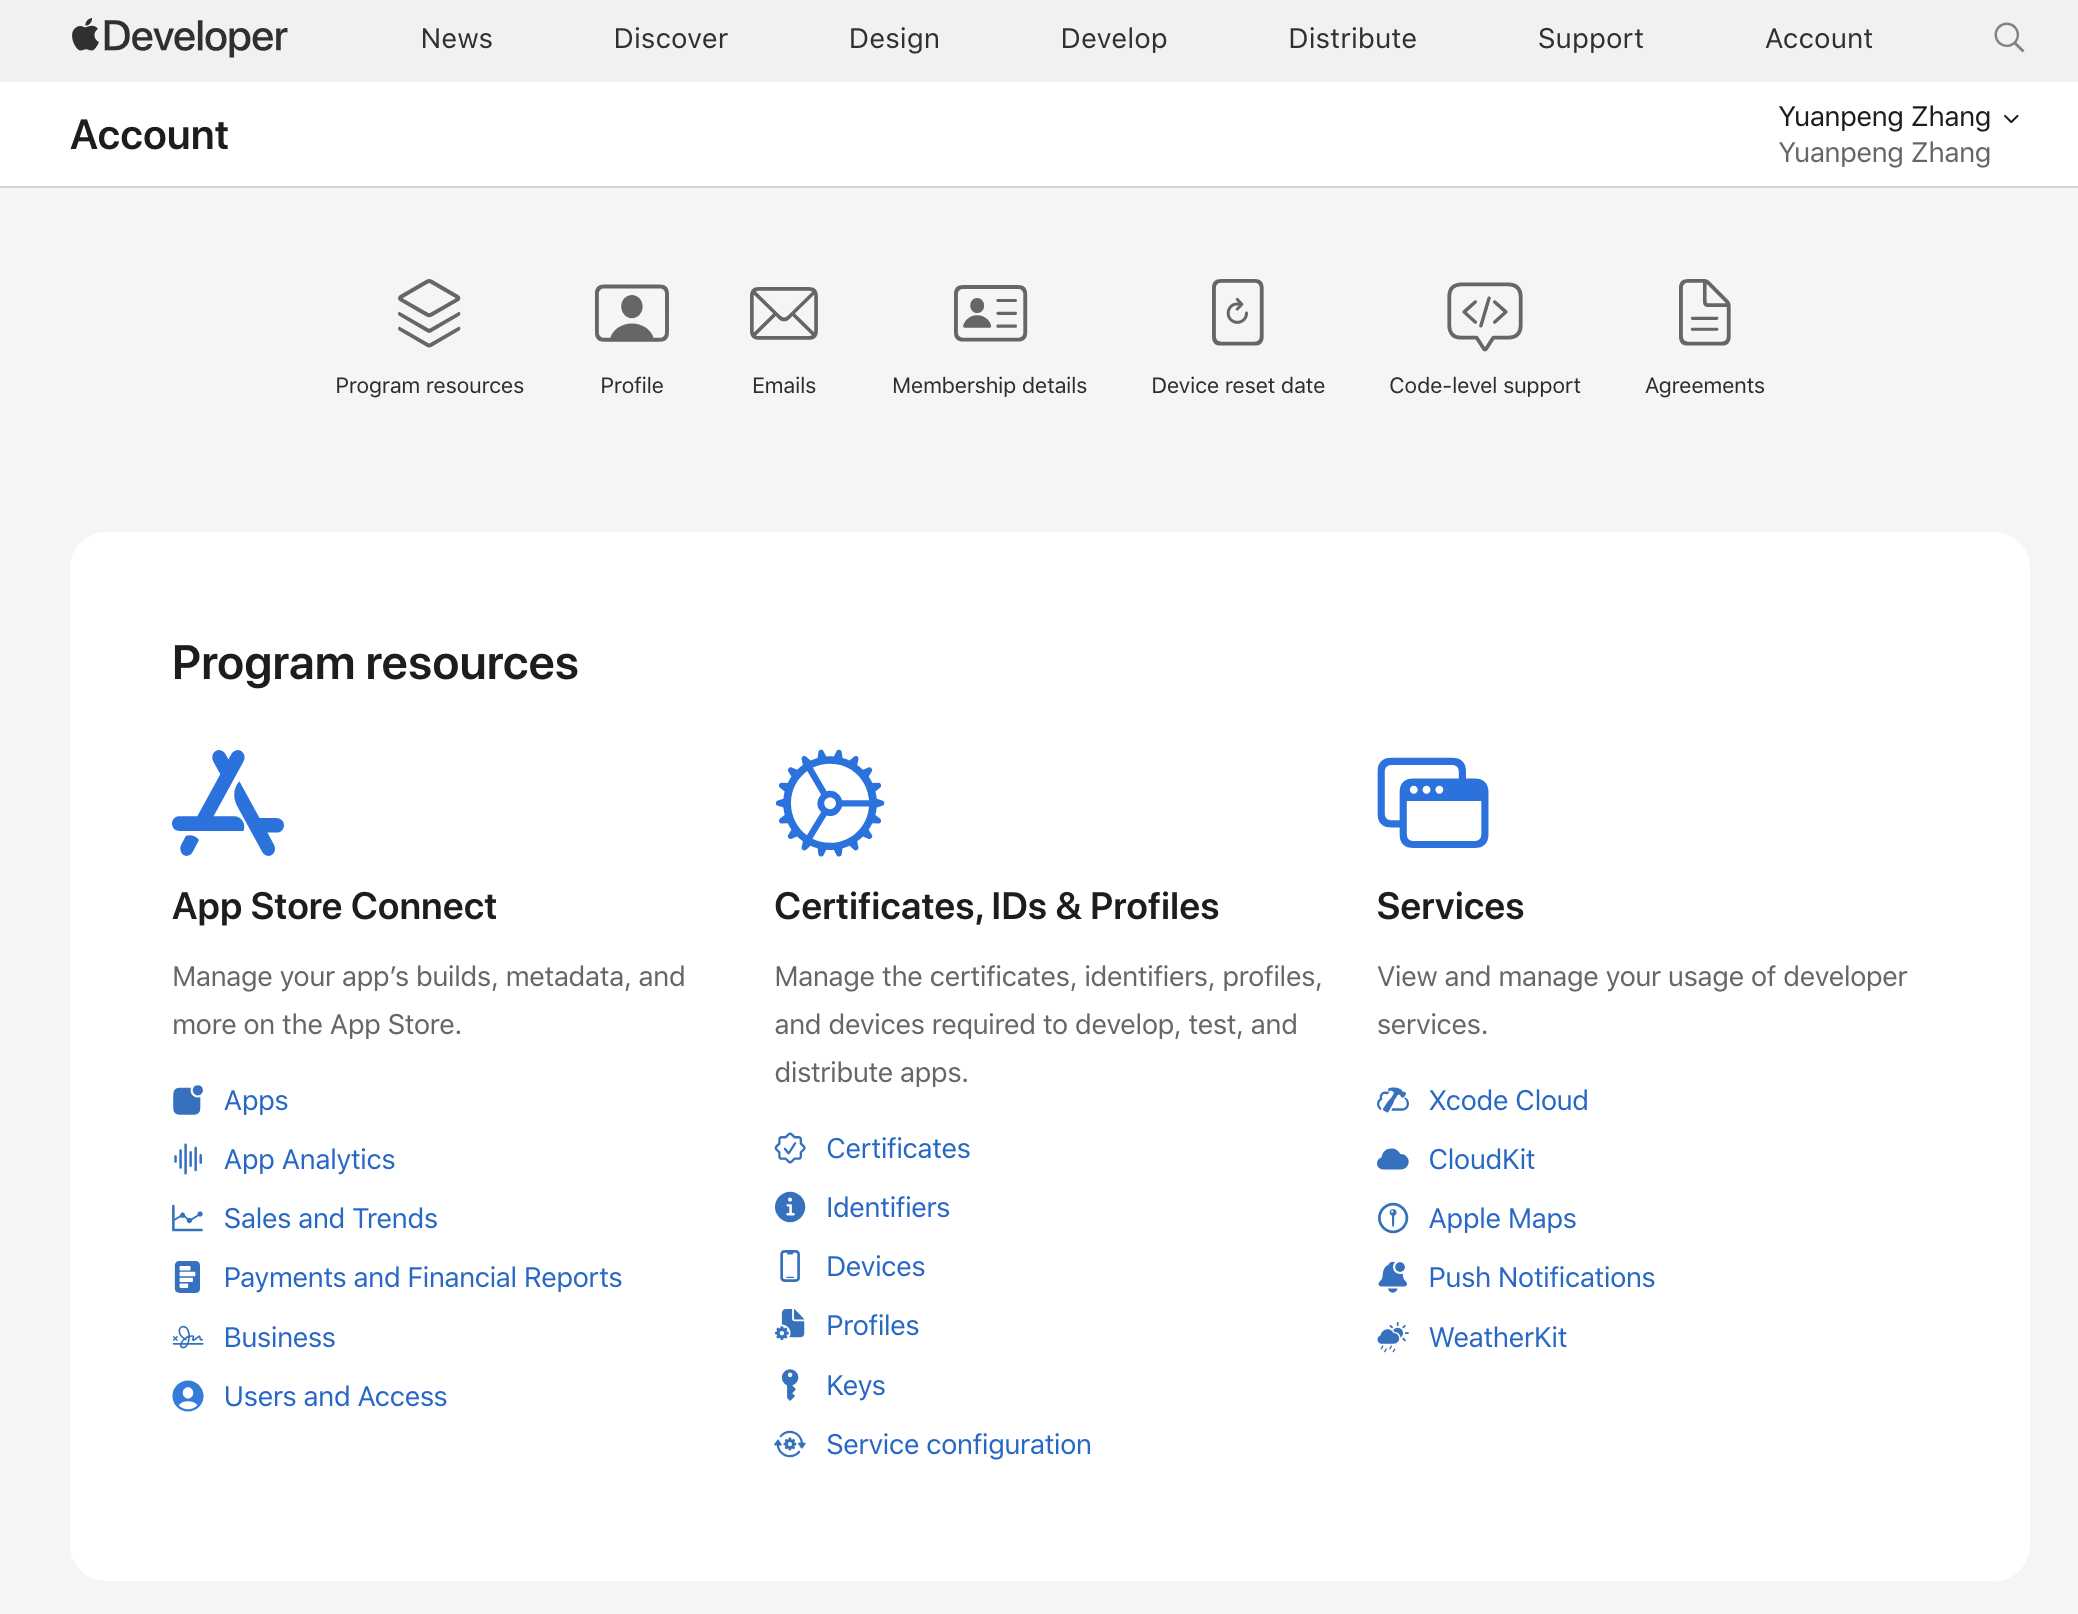 Developer
News
Discover
Design
Develop
Distribute
Support
Account
Account
Yuanpeng Zhang
Yuanpeng Zhang
Program resources
Profile
Emails
Membership details
Device reset date
Code-level support
Agreements
Program resources
App Store Connect
Manage your app’s builds, metadata, and
more on the App Store.
Apps
App Analytics
Sales and Trends
Payments and Financial Reports
Business
Users and Access
Certificates, IDs & Profiles
Manage the certificates, identifiers, profiles,
and devices required to develop, test, and
distribute apps.
Certificates
Identifiers
Devices
Profiles
Keys
Service configuration
Services
View and manage your usage of developer
services.
Xcode Cloud
CloudKit
Apple Maps
Push Notifications
WeatherKit